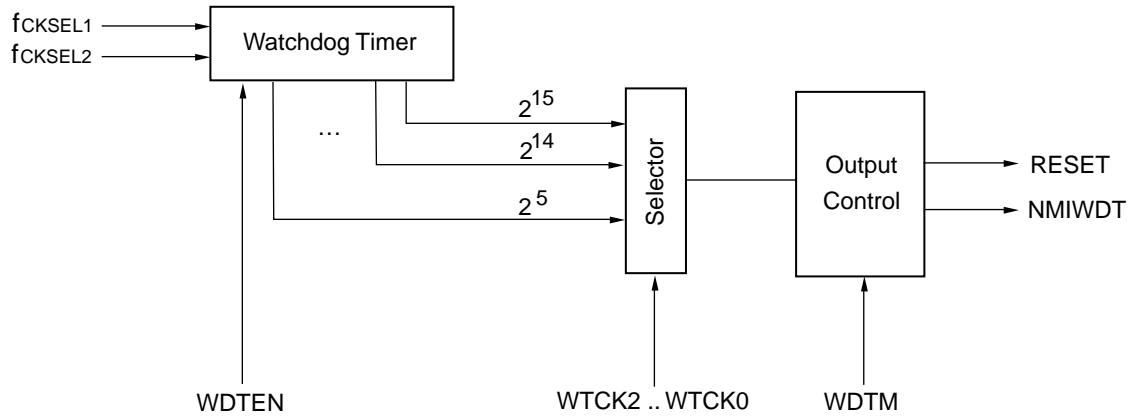 fCKSEL1
fCKSEL2
Watchdog Timer
...
2^15
2^14
2^5
Selector
Output
Control
RESET
NMIWDT
WDTEN
WTCK2 .. WTCK0
WDTM